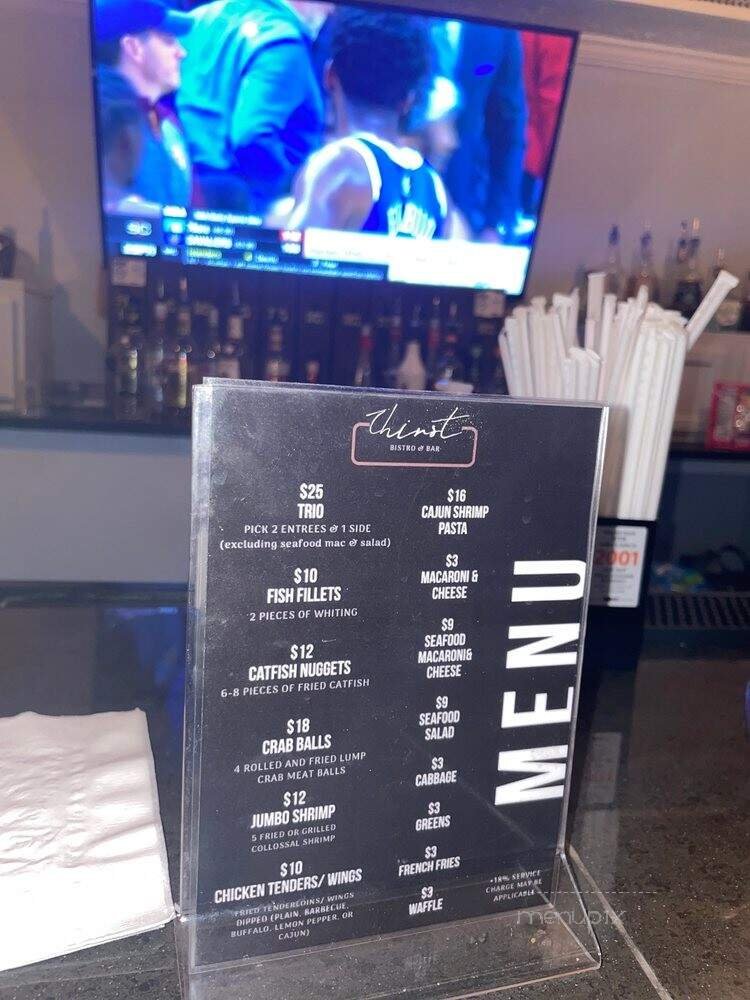 Thirst
BISTRO & BAR
$25
TRIO
PICK 2 ENTREES & 1 SIDE
(excluding seafood mac & salad)
$10
FISH FILLETS
2 PIECES OF WHITING
$12
CATFISH NUGGETS
6-8 PIECES OF FRIED CATFISH
$18
CRAB BALLS
4 ROLLED AND FRIED LUMP
CRAB MEAT BALLS
$12
JUMBO SHRIMP
5 FRIED OR GRILLED
COLLOSSAL SHRIMP
$10
CHICKEN TENDERS/ WINGS
FRIED TENDERLOINS/ WINGS
DIPPED (PLAIN, BARBECUE,
BUFFALO, LEMON PEPPER, OR
CAJUN)
$16
CAJUN SHRIMP
PASTA
$3
MACARONI &
CHEESE
$9
SEAFOOD
MACARONI&
CHEESE
$9
SEAFOOD
SALAD
$3
CABBAGE
$3
GREENS
$3
FRENCH FRIES
$3
WAFFLE
MENU
*18% SERVICE
CHARGE MAY BE
APPLICABLE
2001
menupix